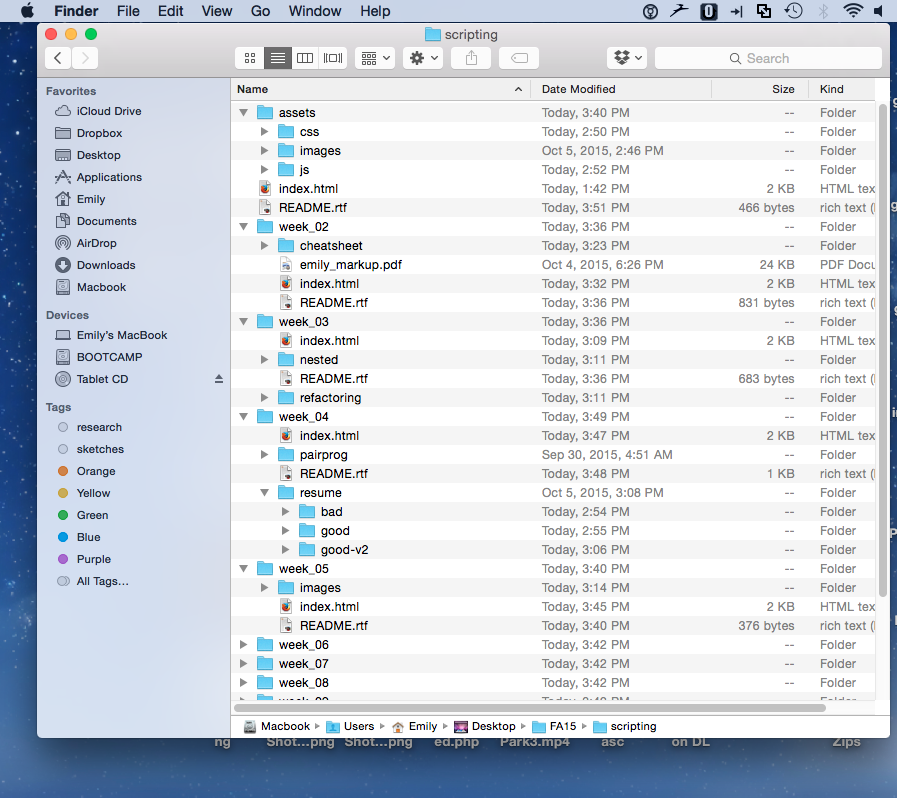 Finder File Edit View Go Window Help
scripting
Search
Favorites
iCloud Drive
Dropbox
Desktop
Applications
Emily
Documents
AirDrop
Downloads
Macbook
Devices
Emily's MacBook
BOOTCAMP
Tablet CD
Tags
research
sketches
Orange
Yellow
Green
Blue
Purple
All Tags...
Name Date Modified Size Kind
assets Today, 3:40 PM -- Folder
css Today, 2:50 PM -- Folder
images Oct 5, 2015, 2:46 PM -- Folder
js Today, 2:52 PM -- Folder
index.html Today, 1:42 PM 2 KB HTML tex
README.rtf Today, 3:51 PM 466 bytes rich text (
week_02 Today, 3:36 PM -- Folder
cheatsheet Today, 3:23 PM -- Folder
emily_markup.pdf Oct 4, 2015, 6:26 PM 24 KB PDF Docu
index.html Today, 3:32 PM 2 KB HTML tex
README.rtf Today, 3:36 PM 831 bytes rich text (
week_03 Today, 3:36 PM -- Folder
index.html Today, 3:09 PM 2 KB HTML tex
nested Today, 3:11 PM -- Folder
README.rtf Today, 3:36 PM 683 bytes rich text (
refactoring Today, 3:11 PM -- Folder
week_04 Today, 3:49 PM -- Folder
index.html Today, 3:47 PM 2 KB HTML tex
pairprog Sep 30, 2015, 4:51 AM -- Folder
README.rtf Today, 3:48 PM 1 KB rich text (
resume Oct 5, 2015, 3:08 PM -- Folder
bad Today, 2:54 PM -- Folder
good Today, 2:55 PM -- Folder
good-v2 Today, 3:06 PM -- Folder
week_05 Today, 3:40 PM -- Folder
images Today, 3:14 PM -- Folder
index.html Today, 3:45 PM 2 KB HTML tex
README.rtf Today, 3:40 PM 376 bytes rich text (
week_06 Today, 3:42 PM -- Folder
week_07 Today, 3:42 PM -- Folder
week_08 Today, 3:42 PM -- Folder
Macbook Users Emily Desktop FA15 scripting
ng Shot...png Shot...png ed.php Park3.mp4 asc on DL Zips